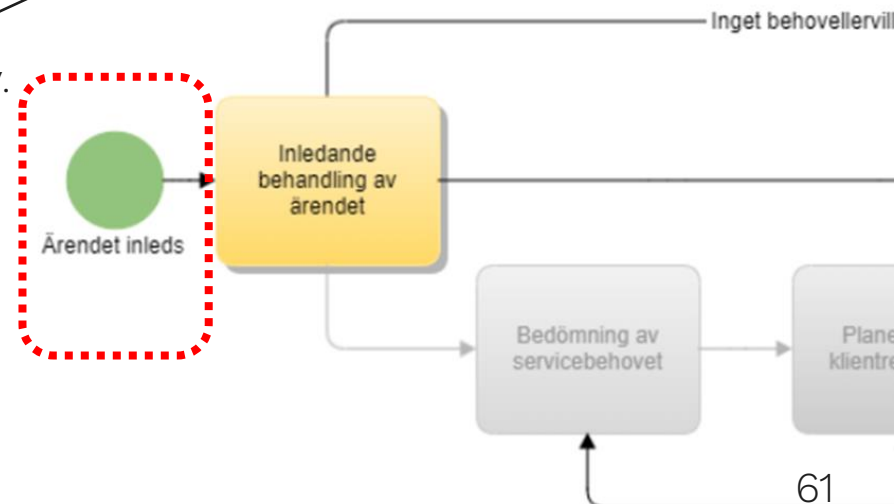 Inget behovellervill
Inledande
behandling av
ärendet
Ärendet inleds
Bedömning av
servicebehovet
Plane
klientre
61